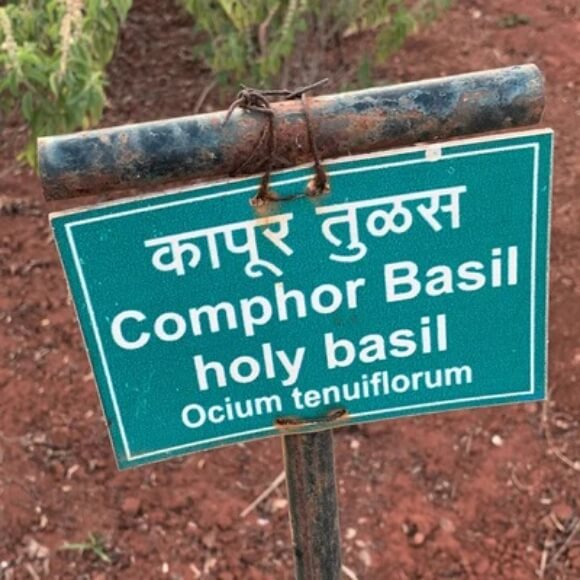 कापूर तुळस
Comphor Basil
holy basil
Ocium tenuiflorum